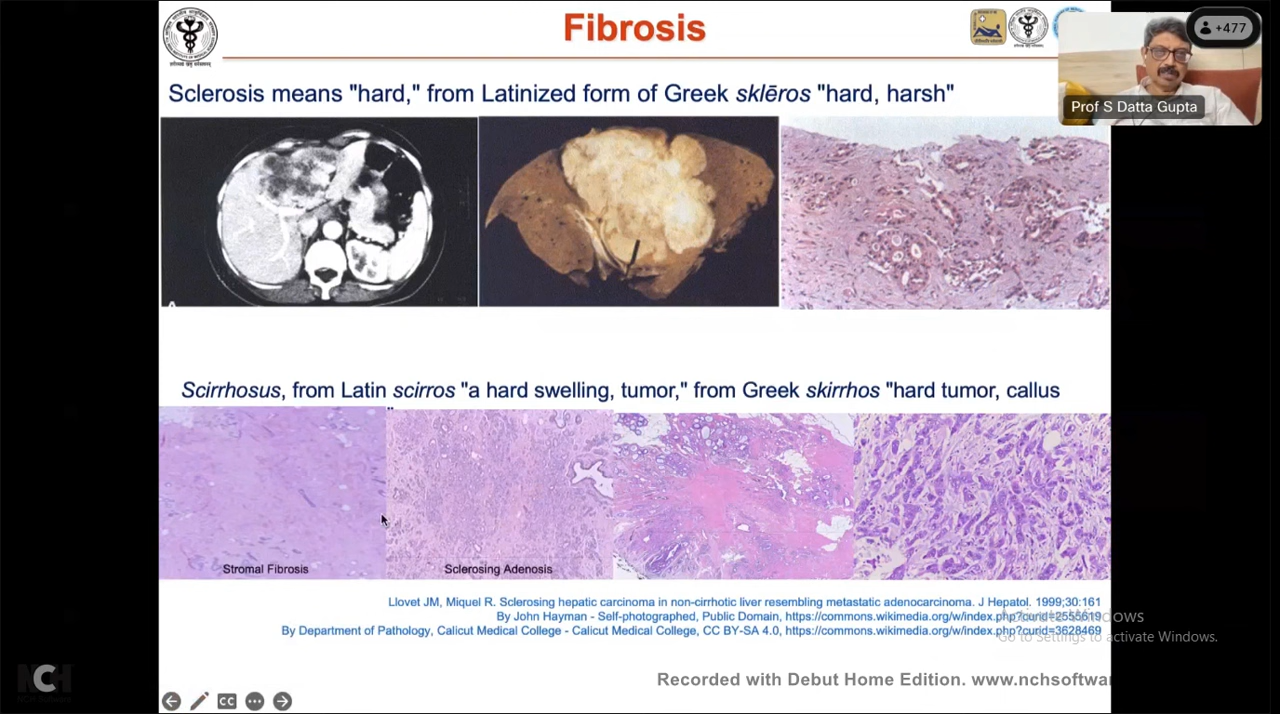 Fibrosis
+477
Prof S Datta Gupta
Sclerosis means "hard," from Latinized form of Greek sklēros "hard, harsh"
Scirrhosus, from Latin scirros "a hard swelling, tumor," from Greek skirrhos "hard tumor, callus
"
Stromal Fibrosis
Sclerosing Adenosis
Llovet JM, Miquel R. Sclerosing hepatic carcinoma in non-cirrhotic liver resembling metastatic adenocarcinoma. J Hepatol. 1999;30:161
By John Hayman - Self-photographed, Public Domain, https://commons.wikimedia.org/w/index.php?curid=2555619
By Department of Pathology, Calicut Medical College - Calicut Medical College, CC BY-SA 4.0, https://commons.wikimedia.org/w/index.php?curid=3628469
Activate Windows
Go to Settings to activate Windows.
NCH
Recorded with Debut Home Edition. www.nchsoftwar
CC